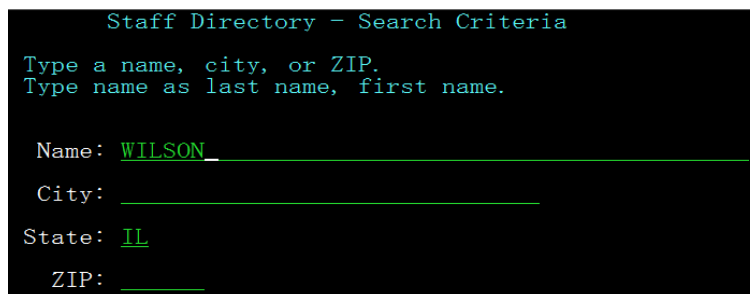 Staff Directory - Search Criteria
Type a name, city, or ZIP.
Type name as last name, first name.
Name: WILSON
City:
State: IL
ZIP: